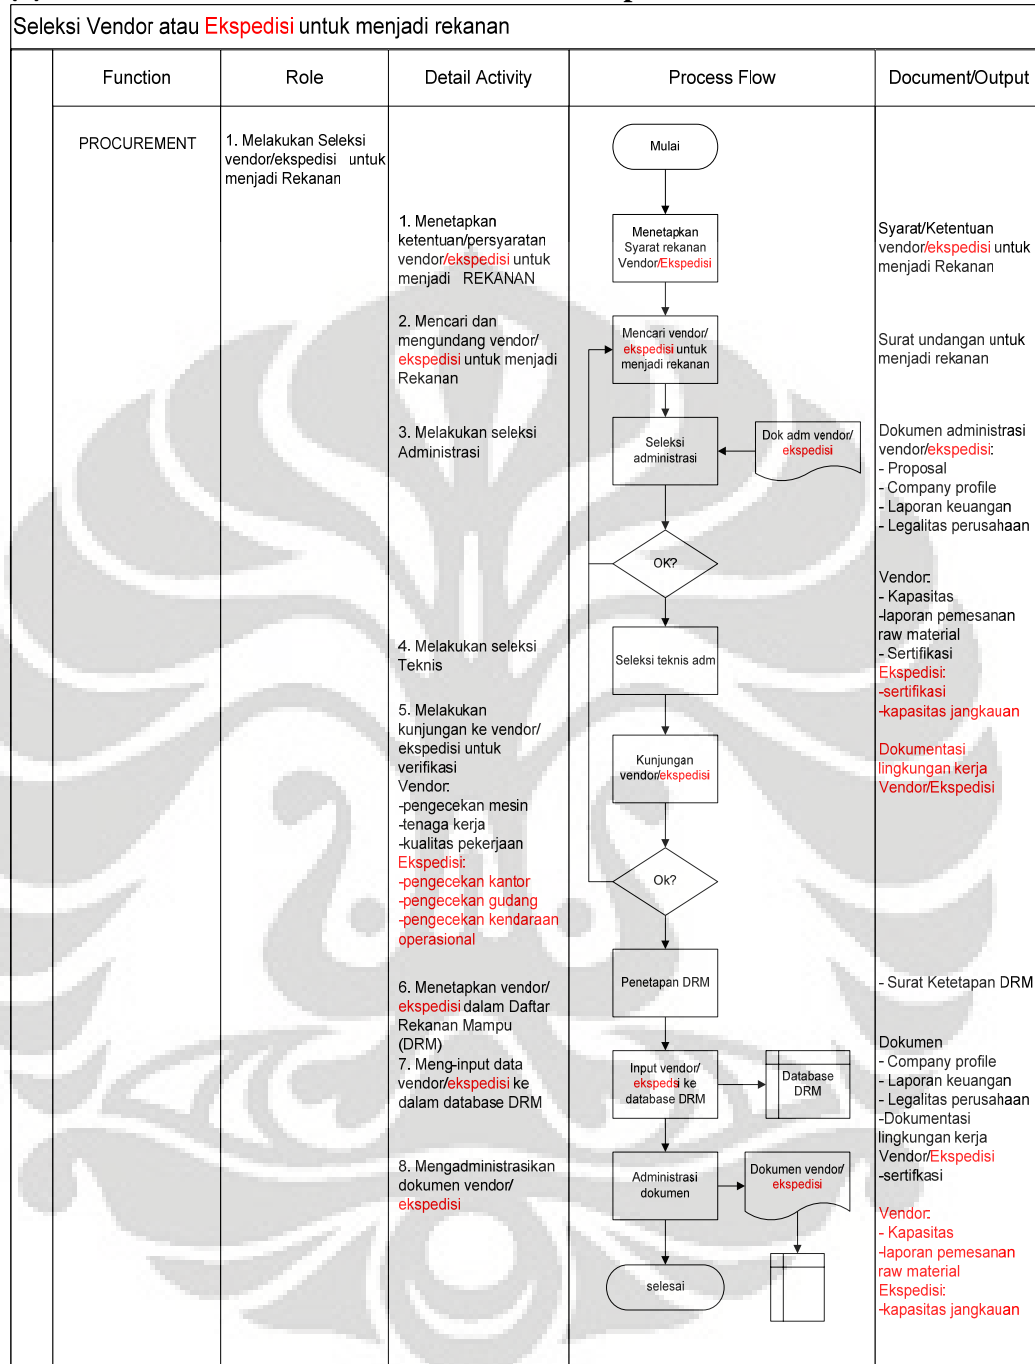 Seleksi Vendor atau Ekspedisi untuk menjadi rekanan
Function
Role
Detail Activity
Process Flow
Document/Output
PROCUREMENT
1. Melakukan Seleksi
vendor/ekspedisi untuk
menjadi Rekanan
1. Menetapkan
ketentuan/persyaratan
vendor/ekspedisi untuk
menjadi REKANAN
2. Mencari dan
mengundang vendor/
ekspedisi untuk menjadi
Rekanan
3. Melakukan seleksi
Administrasi
4. Melakukan seleksi
Teknis
5. Melakukan
kunjungan ke vendor/
ekspedisi untuk
verifikasi
Vendor:
-pengecekan mesin
-tenaga kerja
-kualitas pekerjaan
Ekspedisi:
-pengecekan kantor
-pengecekan gudang
-pengecekan kendaraan
operasional
6. Menetapkan vendor/
ekspedisi dalam Daftar
Rekanan Mampu
(DRM)
7. Meng-input data
vendor/ekspedisi ke
dalam database DRM
8. Mengadministrasikan
dokumen vendor/
ekspedisi
Mulai
Menetapkan
Syarat rekanan
Vendor/Ekspedisi
Mencari vendor/
ekspedisi untuk
menjadi rekanan
Seleksi
administrasi
Dok adm vendor/
ekspedisi
OK?
Seleksi teknis adm
Kunjungan
vendor/ekspedisi
Ok?
Penetapan DRM
Input vendor/
ekspedsi ke
database DRM
Database
DRM
Administrasi
dokumen
Dokumen vendor/
ekspedisi
selesai
Syarat/Ketentuan
vendor/ekspedisi untuk
menjadi Rekanan
Surat undangan untuk
menjadi rekanan
Dokumen administrasi
vendor/ekspedisi:
- Proposal
- Company profile
- Laporan keuangan
- Legalitas perusahaan
Vendor:
- Kapasitas
-laporan pemesanan
raw material
- Sertifikasi
Ekspedisi:
-sertifikasi
-kapasitas jangkauan
Dokumentasi
lingkungan kerja
Vendor/Ekspedisi
- Surat Ketetapan DRM
Dokumen
- Company profile
- Laporan keuangan
- Legalitas perusahaan
-Dokumentasi
lingkungan kerja
Vendor/Ekspedisi
-sertifkasi
Vendor:
- Kapasitas
-laporan pemesanan
raw material
Ekspedisi:
-kapasitas jangkauan